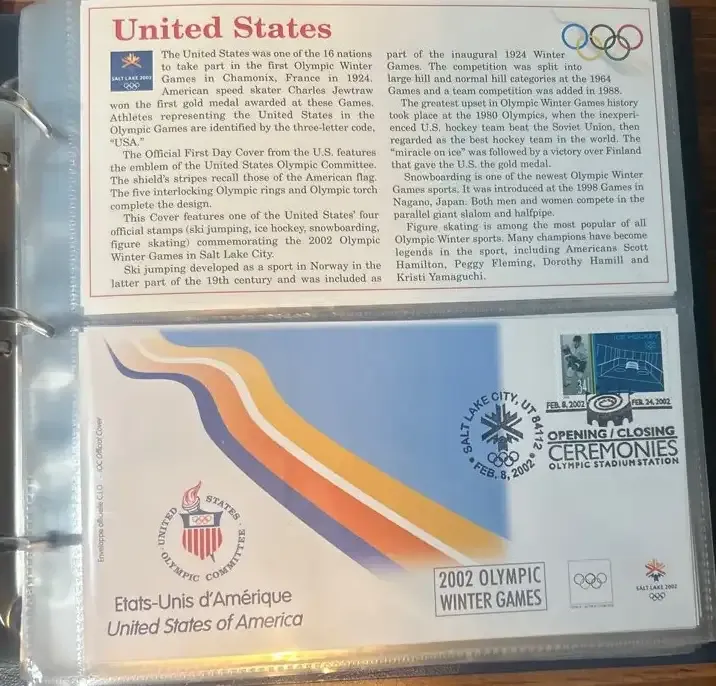 United States
The United States was one of the 16 nations
to take part in the first Olympic Winter
Games in Chamonix, France in 1924.
American speed skater Charles Jewtraw
won the first gold medal awarded at these Games.
Athletes representing the United States in the
Olympic Games are identified by the three-letter code,
"USA."
The Official First Day Cover from the U.S. features
the emblem of the United States Olympic Committee.
The shield's stripes recall those of the American flag.
The five interlocking Olympic rings and Olympic torch
complete the design.
This Cover features one of the United States' four
official stamps (ski jumping, ice hockey, snowboarding,
figure skating) commemorating the 2002 Olympic
Winter Games in Salt Lake City.
Ski jumping developed as a sport in Norway in the
latter part of the 19th century and was included as
SALT LAKE 2002
part of the inaugural 1924 Winter
Games. The competition was split into
large hill and normal hill categories at the 1964
Games and a team competition was added in 1988.
The greatest upset in Olympic Winter Games history
took place at the 1980 Olympics, when the inexperi-
enced U.S. hockey team beat the Soviet Union, then
regarded as the best hockey team in the world. The
"miracle on ice" was followed by a victory over Finland
that gave the U.S. the gold medal.
Snowboarding is one of the newest Olympic Winter
Games sports. It was introduced at the 1998 Games in
Nagano, Japan. Both men and women compete in the
parallel giant slalom and halfpipe.
Figure skating is among the most popular of all
Olympic Winter sports. Many champions have become
legends in the sport, including Americans Scott
Hamilton, Peggy Fleming, Dorothy Hamill and
Kristi Yamaguchi.
ICE HOCKEY
34
SALT LAKE CITY, UT 84112
FEB. 8, 2002
FEB. 8, 2002
FEB. 24, 2002
OPENING / CLOSING
CEREMONIES
OLYMPIC STADIUM STATION
Enveloppe officielle C.I.O. IOC Official Cover
UNITED STATES
OLYMPIC COMMITTEE
Etats-Unis d'Amérique
United States of America
2002 OLYMPIC
WINTER GAMES
SALT LAKE 2002